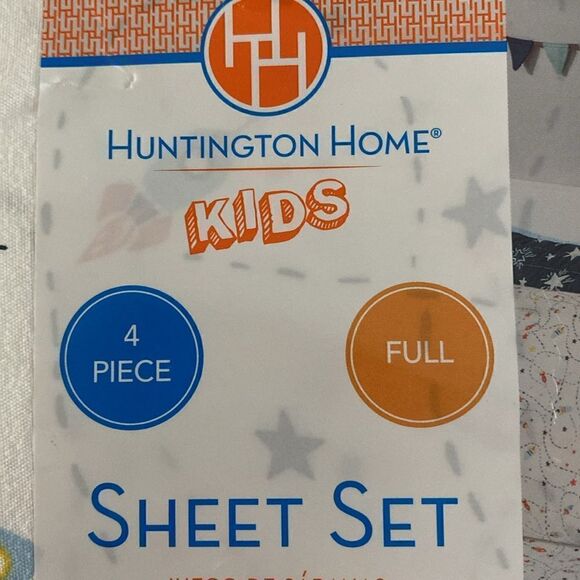 HUNTINGTON HOME®
KIDS
4
PIECE
FULL
SHEET SET